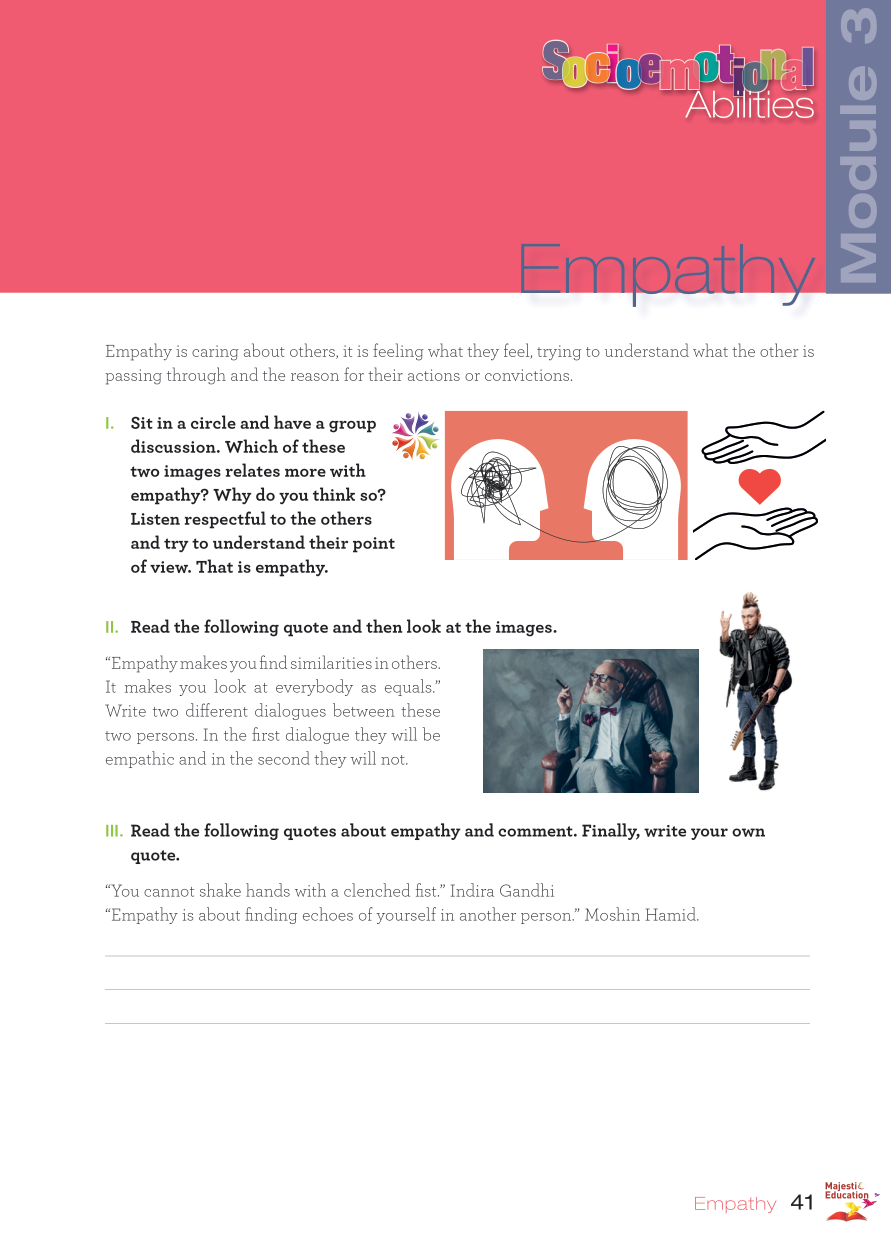 Module 3
Socioemotional
Abilities
Empathy
Empathy is caring about others, it is feeling what they feel, trying to understand what the other is
passing through and the reason for their actions or convictions.
I. Sit in a circle and have a group
discussion. Which of these
two images relates more with
empathy? Why do you think so?
Listen respectful to the others
and try to understand their point
of view. That is empathy.
II. Read the following quote and then look at the images.
“Empathy makes you find similarities in others.
It makes you look at everybody as equals.”
Write two different dialogues between these
two persons. In the first dialogue they will be
empathic and in the second they will not.
III. Read the following quotes about empathy and comment. Finally, write your own
quote.
“You cannot shake hands with a clenched fist.” Indira Gandhi
“Empathy is about finding echoes of yourself in another person.” Moshin Hamid.
Empathy 41
Majestic
Education